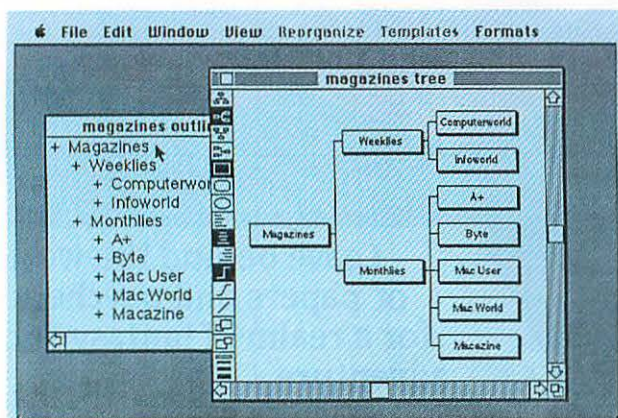 File Edit Window View Reorganize Templates Formats
magazines tree
magazines outli
+ Magazines
+ Weeklies
+ Computerwor
+ Infoworld
+ Monthlies
+ A+
+ Byte
+ Mac User
+ Mac World
+ Macazine
Magazines
Weeklies
Monthlies
Computerworld
Infoworld
A+
Byte
Mac User
Mac World
Macazine